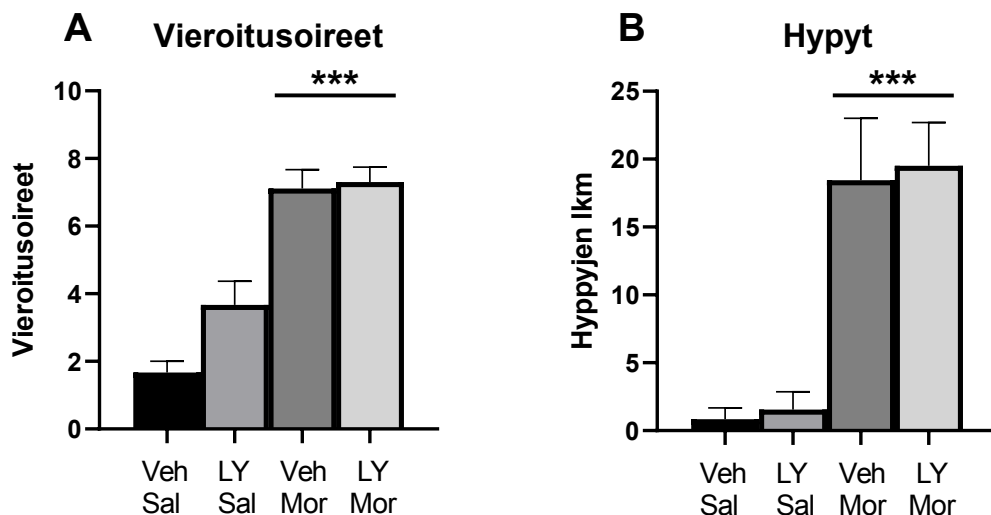 A Vieroitusoireet
***
10
8
6
4
2
0
Vieroitusoireet
Veh Sal
LY Sal
Veh Mor
LY Mor
B Hypyt
***
25
20
15
10
5
0
Hyppyjen lkm
Veh Sal
LY Sal
Veh Mor
LY Mor